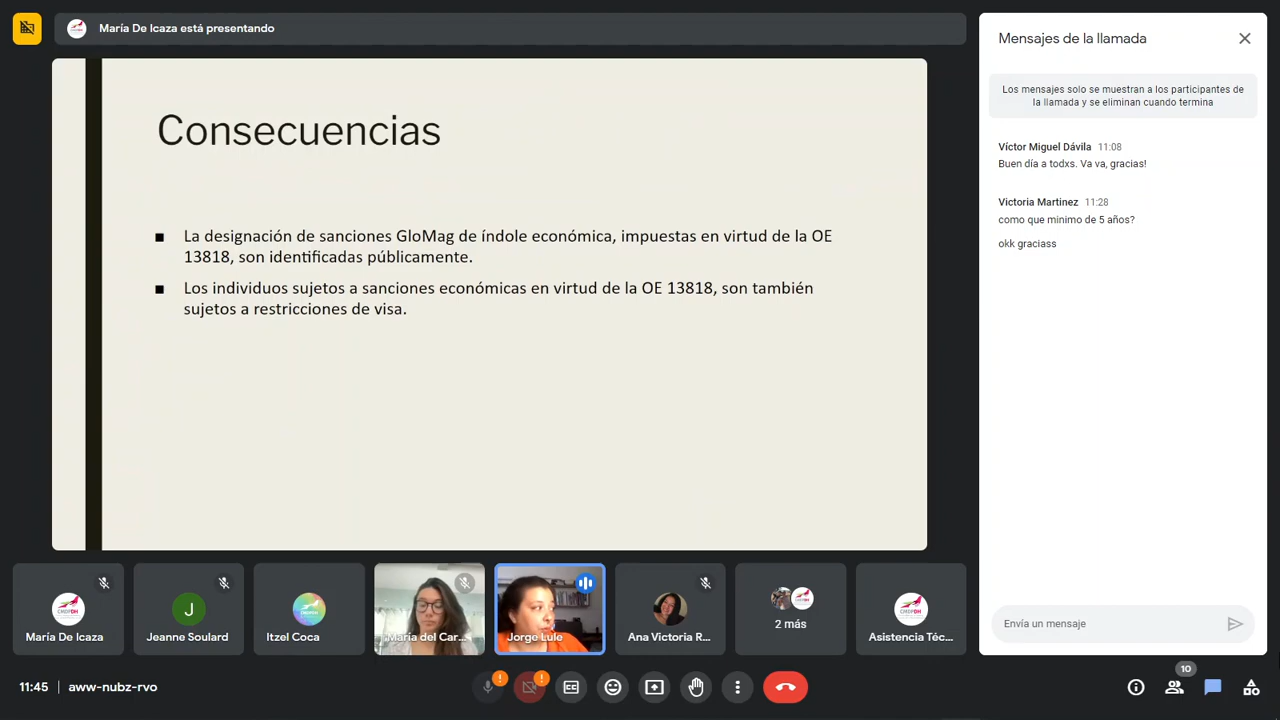 María De Icaza está presentando
Consecuencias
■ La designación de sanciones GloMag de índole económica, impuestas en virtud de la OE
13818, son identificadas públicamente.
■ Los individuos sujetos a sanciones económicas en virtud de la OE 13818, son también
sujetos a restricciones de visa.
Mensajes de la llamada
Los mensajes solo se muestran a los participantes de
la llamada y se eliminan cuando termina
Víctor Miguel Dávila 11:08
Buen día a todxs. Va va, gracias!
Victoria Martinez 11:28
como que minimo de 5 años?
okk graciass
Envía un mensaje
María De Icaza
J
Jeanne Soulard
Itzel Coca
María del Car...
Jorge Lule
Ana Victoria R...
2 más
Asistencia Téc...
11:45 | aww-nubz-rvo
10